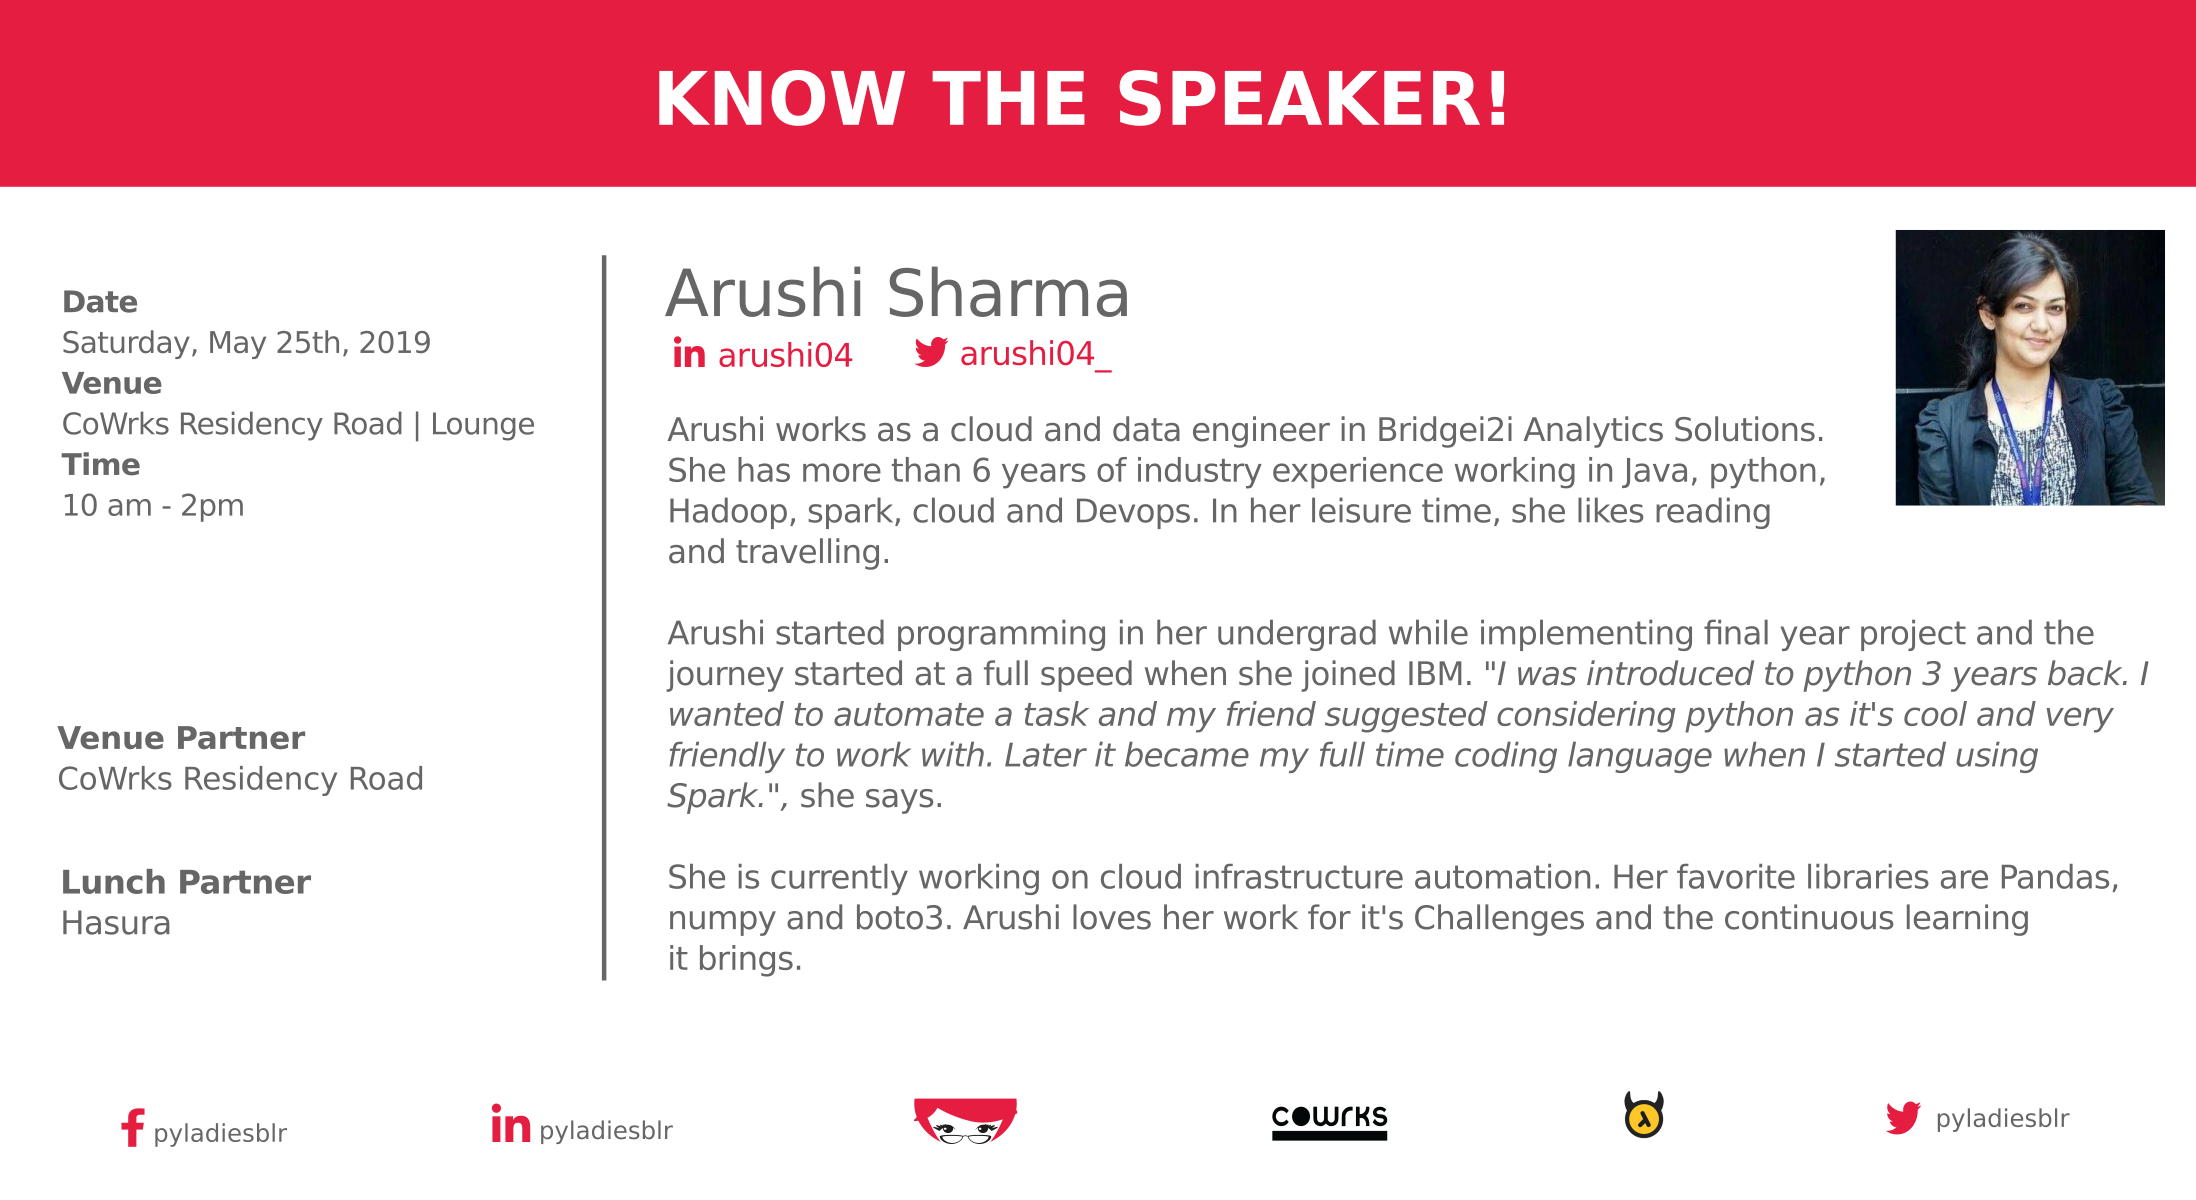 KNOW THE SPEAKER!
Date
Saturday, May 25th, 2019
Venue
CoWrks Residency Road | Lounge
Time
10 am - 2pm
Venue Partner
CoWrks Residency Road
Lunch Partner
Hasura
Arushi Sharma
in arushi04 arushi04_
Arushi works as a cloud and data engineer in Bridgei2i Analytics Solutions.
She has more than 6 years of industry experience working in Java, python,
Hadoop, spark, cloud and Devops. In her leisure time, she likes reading
and travelling.
Arushi started programming in her undergrad while implementing final year project and the
journey started at a full speed when she joined IBM. "I was introduced to python 3 years back. I
wanted to automate a task and my friend suggested considering python as it's cool and very
friendly to work with. Later it became my full time coding language when I started using
Spark.", she says.
She is currently working on cloud infrastructure automation. Her favorite libraries are Pandas,
numpy and boto3. Arushi loves her work for it's Challenges and the continuous learning
it brings.
f pyladiesblr in pyladiesblr COWRKS λ pyladiesblr